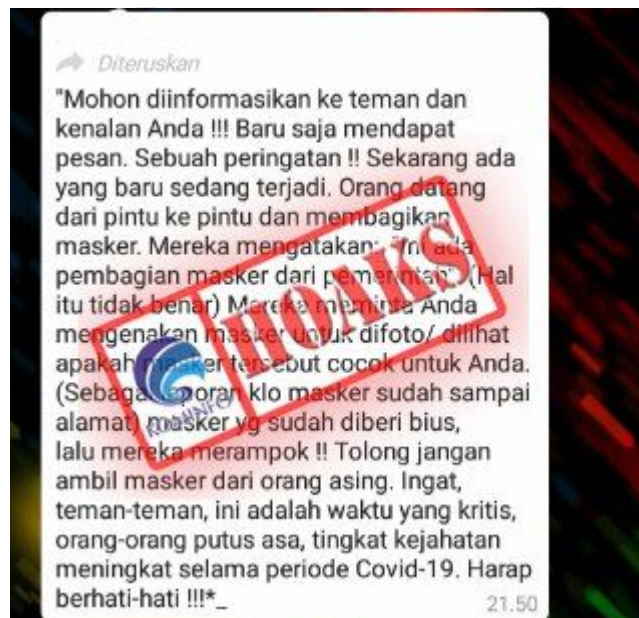 Diteruskan
"Mohon diinformasikan ke teman dan
kenalan Anda !!! Baru saja mendapat
pesan. Sebuah peringatan !! Sekarang ada
yang baru sedang terjadi. Orang datang
dari pintu ke pintu dan membagikan
masker. Mereka mengatakan: "Ini ada
pembagian masker dari pemerintah" (Hal
itu tidak benar) Mereka meminta Anda
mengenakan masker untuk difoto/ dilihat
apakah masker tersebut cocok untuk Anda.
(Sebagai laporan klo masker sudah sampai
alamat) masker yg sudah diberi bius,
lalu mereka merampok !! Tolong jangan
ambil masker dari orang asing. Ingat,
teman-teman, ini adalah waktu yang kritis,
orang-orang putus asa, tingkat kejahatan
meningkat selama periode Covid-19. Harap
berhati-hati !!!*_
21.50
HOAKS
KOMINFO